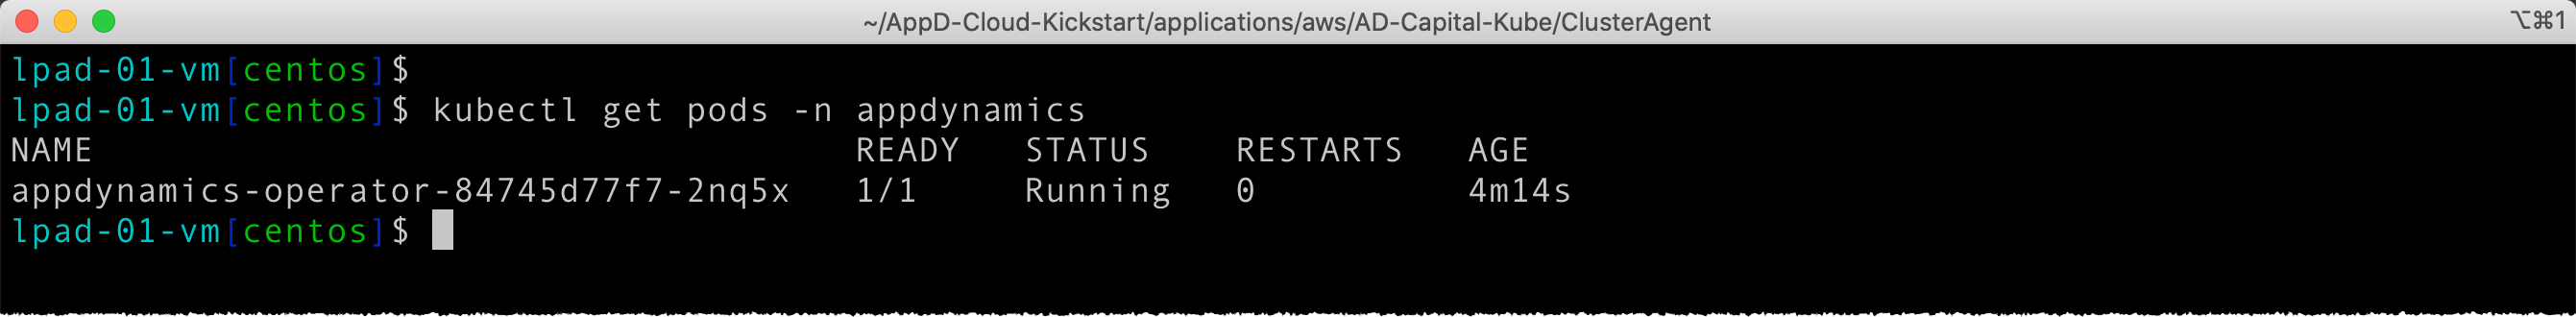 ~/AppD-Cloud-Kickstart/applications/aws/AD-Capital-Kube/ClusterAgent ⌥⌘1
lpad-01-vm[centos]$
lpad-01-vm[centos]$ kubectl get pods -n appdynamics
NAME READY STATUS RESTARTS AGE
appdynamics-operator-84745d77f7-2nq5x 1/1 Running 0 4m14s
lpad-01-vm[centos]$